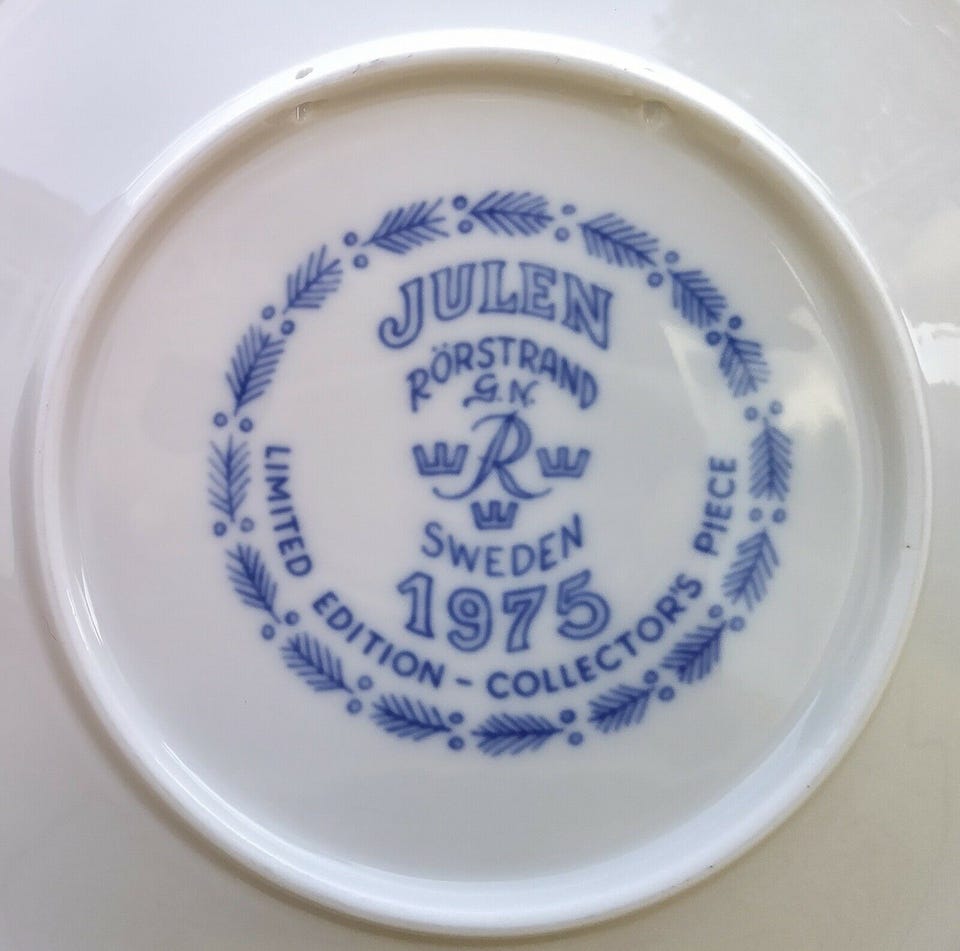 JULEN
RÖRSTRAND
G.N.
R
SWEDEN
1975
LIMITED EDITION - COLLECTOR'S PIECE